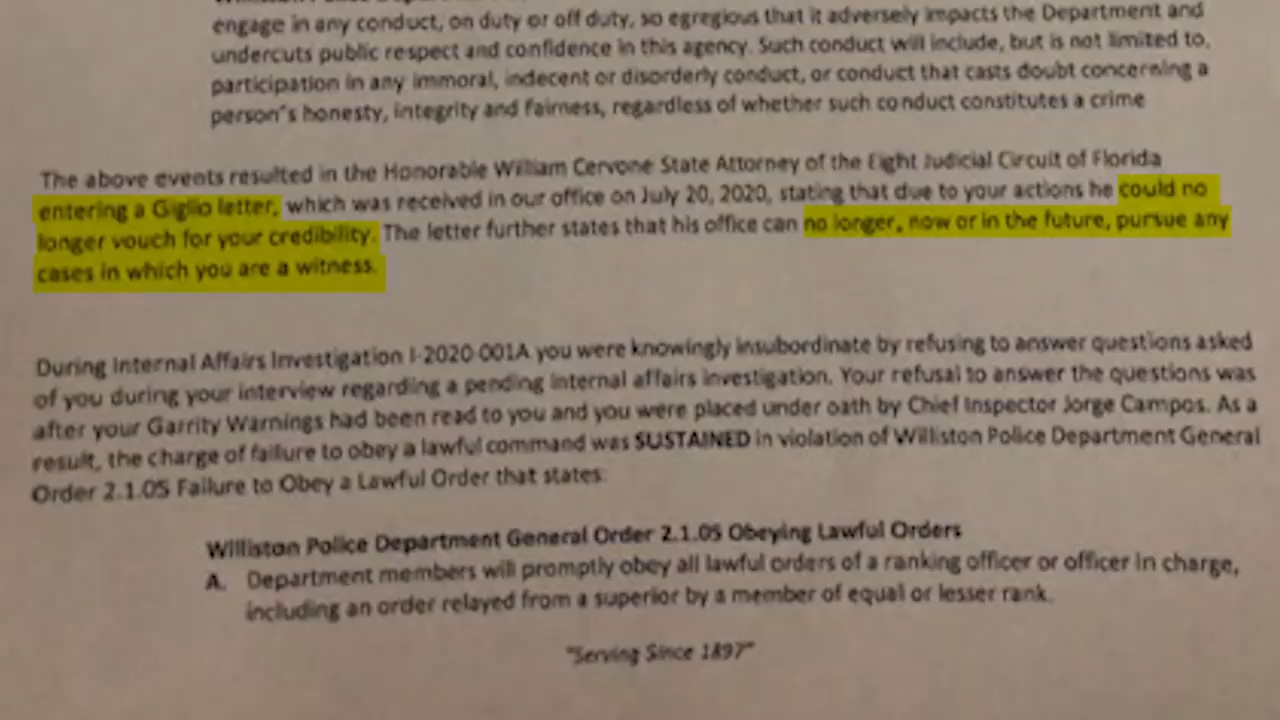 engage in any conduct, on duty or off duty, so egregious that it adversely impacts the Department and
undercuts public respect and confidence in this agency. Such conduct will include, but is not limited to,
participation in any immoral, indecent or disorderly conduct, or conduct that casts doubt concerning a
person's honesty, integrity and fairness, regardless of whether such conduct constitutes a crime
The above events resulted in the Honorable William Cervone State Attorney of the Eight Judicial Circuit of Florida
entering a Giglio letter, which was received in our office on July 20, 2020, stating that due to your actions he could no
longer vouch for your credibility. The letter further states that his office can no longer, now or in the future, pursue any
cases in which you are a witness.
During Internal Affairs Investigation I-2020-001A you were knowingly insubordinate by refusing to answer questions asked
of you during your interview regarding a pending internal affairs investigation. Your refusal to answer the questions was
after your Garrity Warnings had been read to you and you were placed under oath by Chief Inspector Jorge Campos. As a
result, the charge of failure to obey a lawful command was SUSTAINED in violation of Williston Police Department General
Order 2.1.05 Failure to Obey a Lawful Order that states:
Williston Police Department General Order 2.1.05 Obeying Lawful Orders
A. Department members will promptly obey all lawful orders of a ranking officer or officer in charge,
including an order relayed from a superior by a member of equal or lesser rank.
"Serving Since 1897"